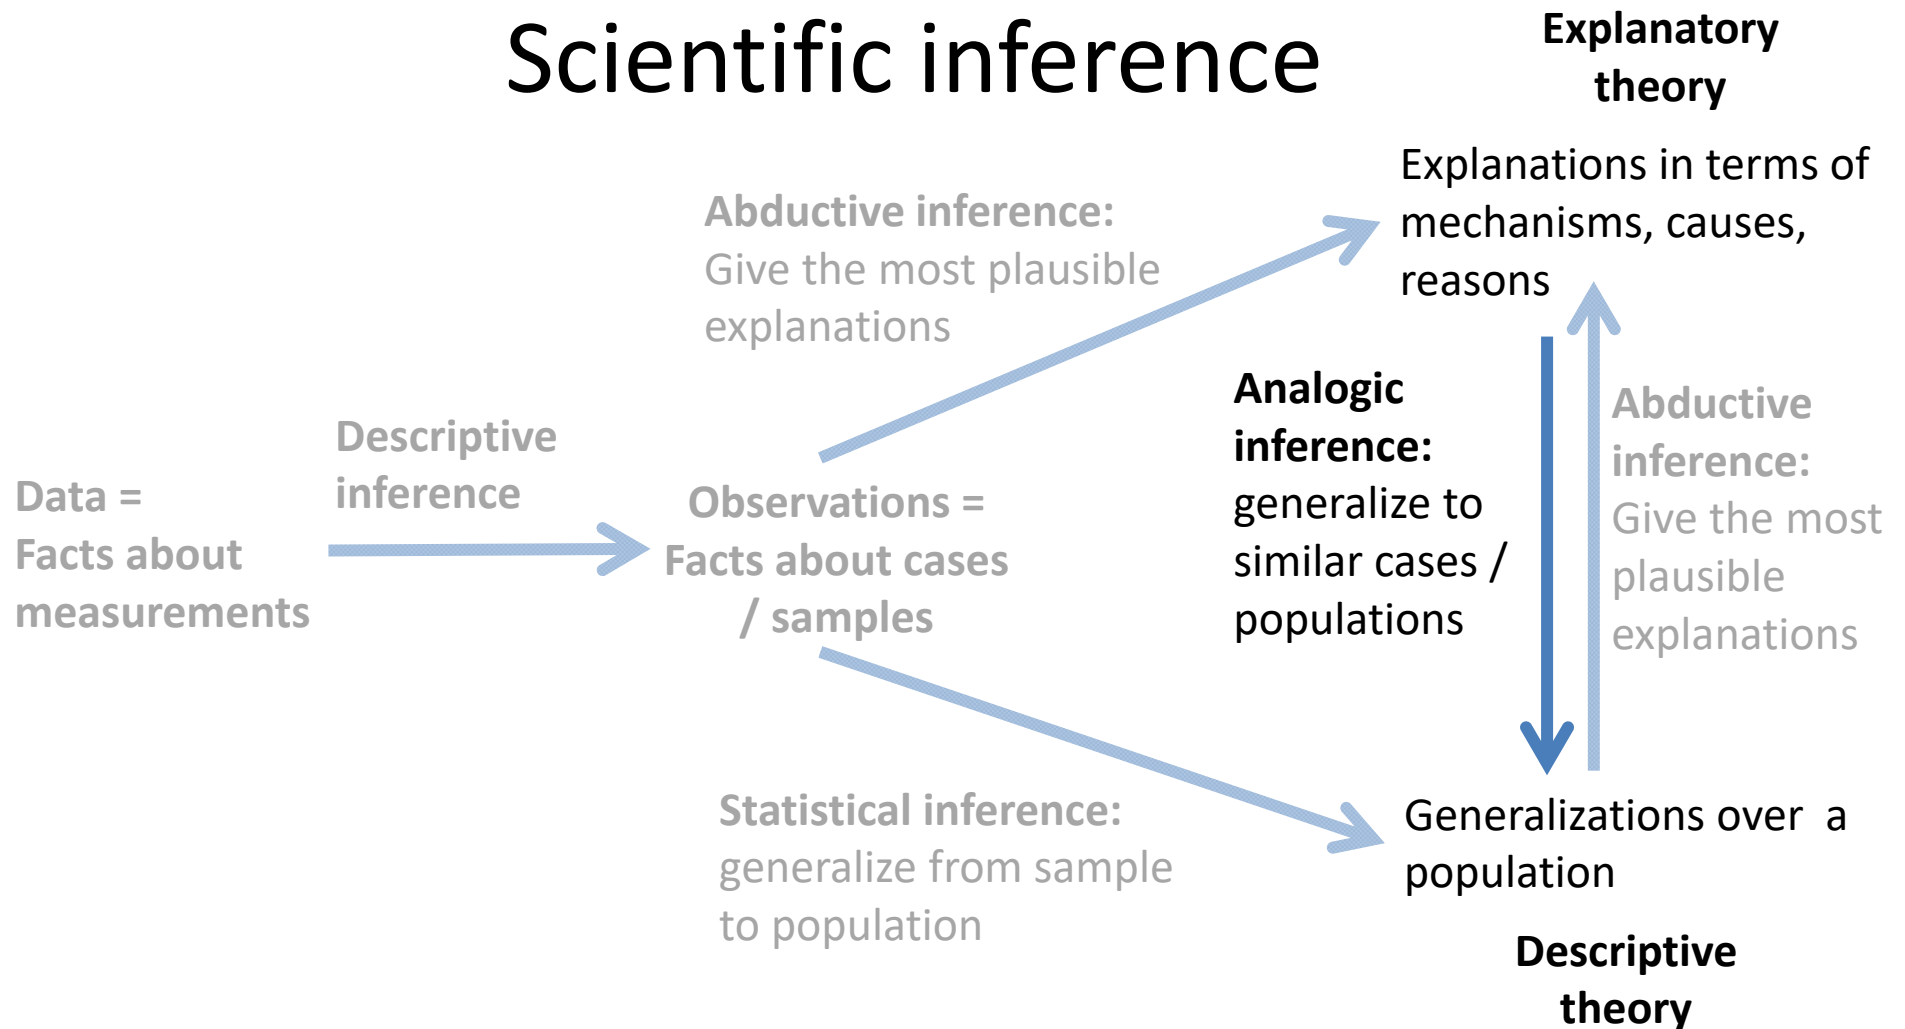 Scientific inference
Explanatory
theory
Explanations in terms of
mechanisms, causes,
reasons
Abductive inference:
Give the most plausible
explanations
Analogic
inference:
generalize to
similar cases /
populations
Abductive
inference:
Give the most
plausible
explanations
Descriptive
inference
Data =
Facts about
measurements
Observations =
Facts about cases
/ samples
Statistical inference:
generalize from sample
to population
Generalizations over a
population
Descriptive
theory